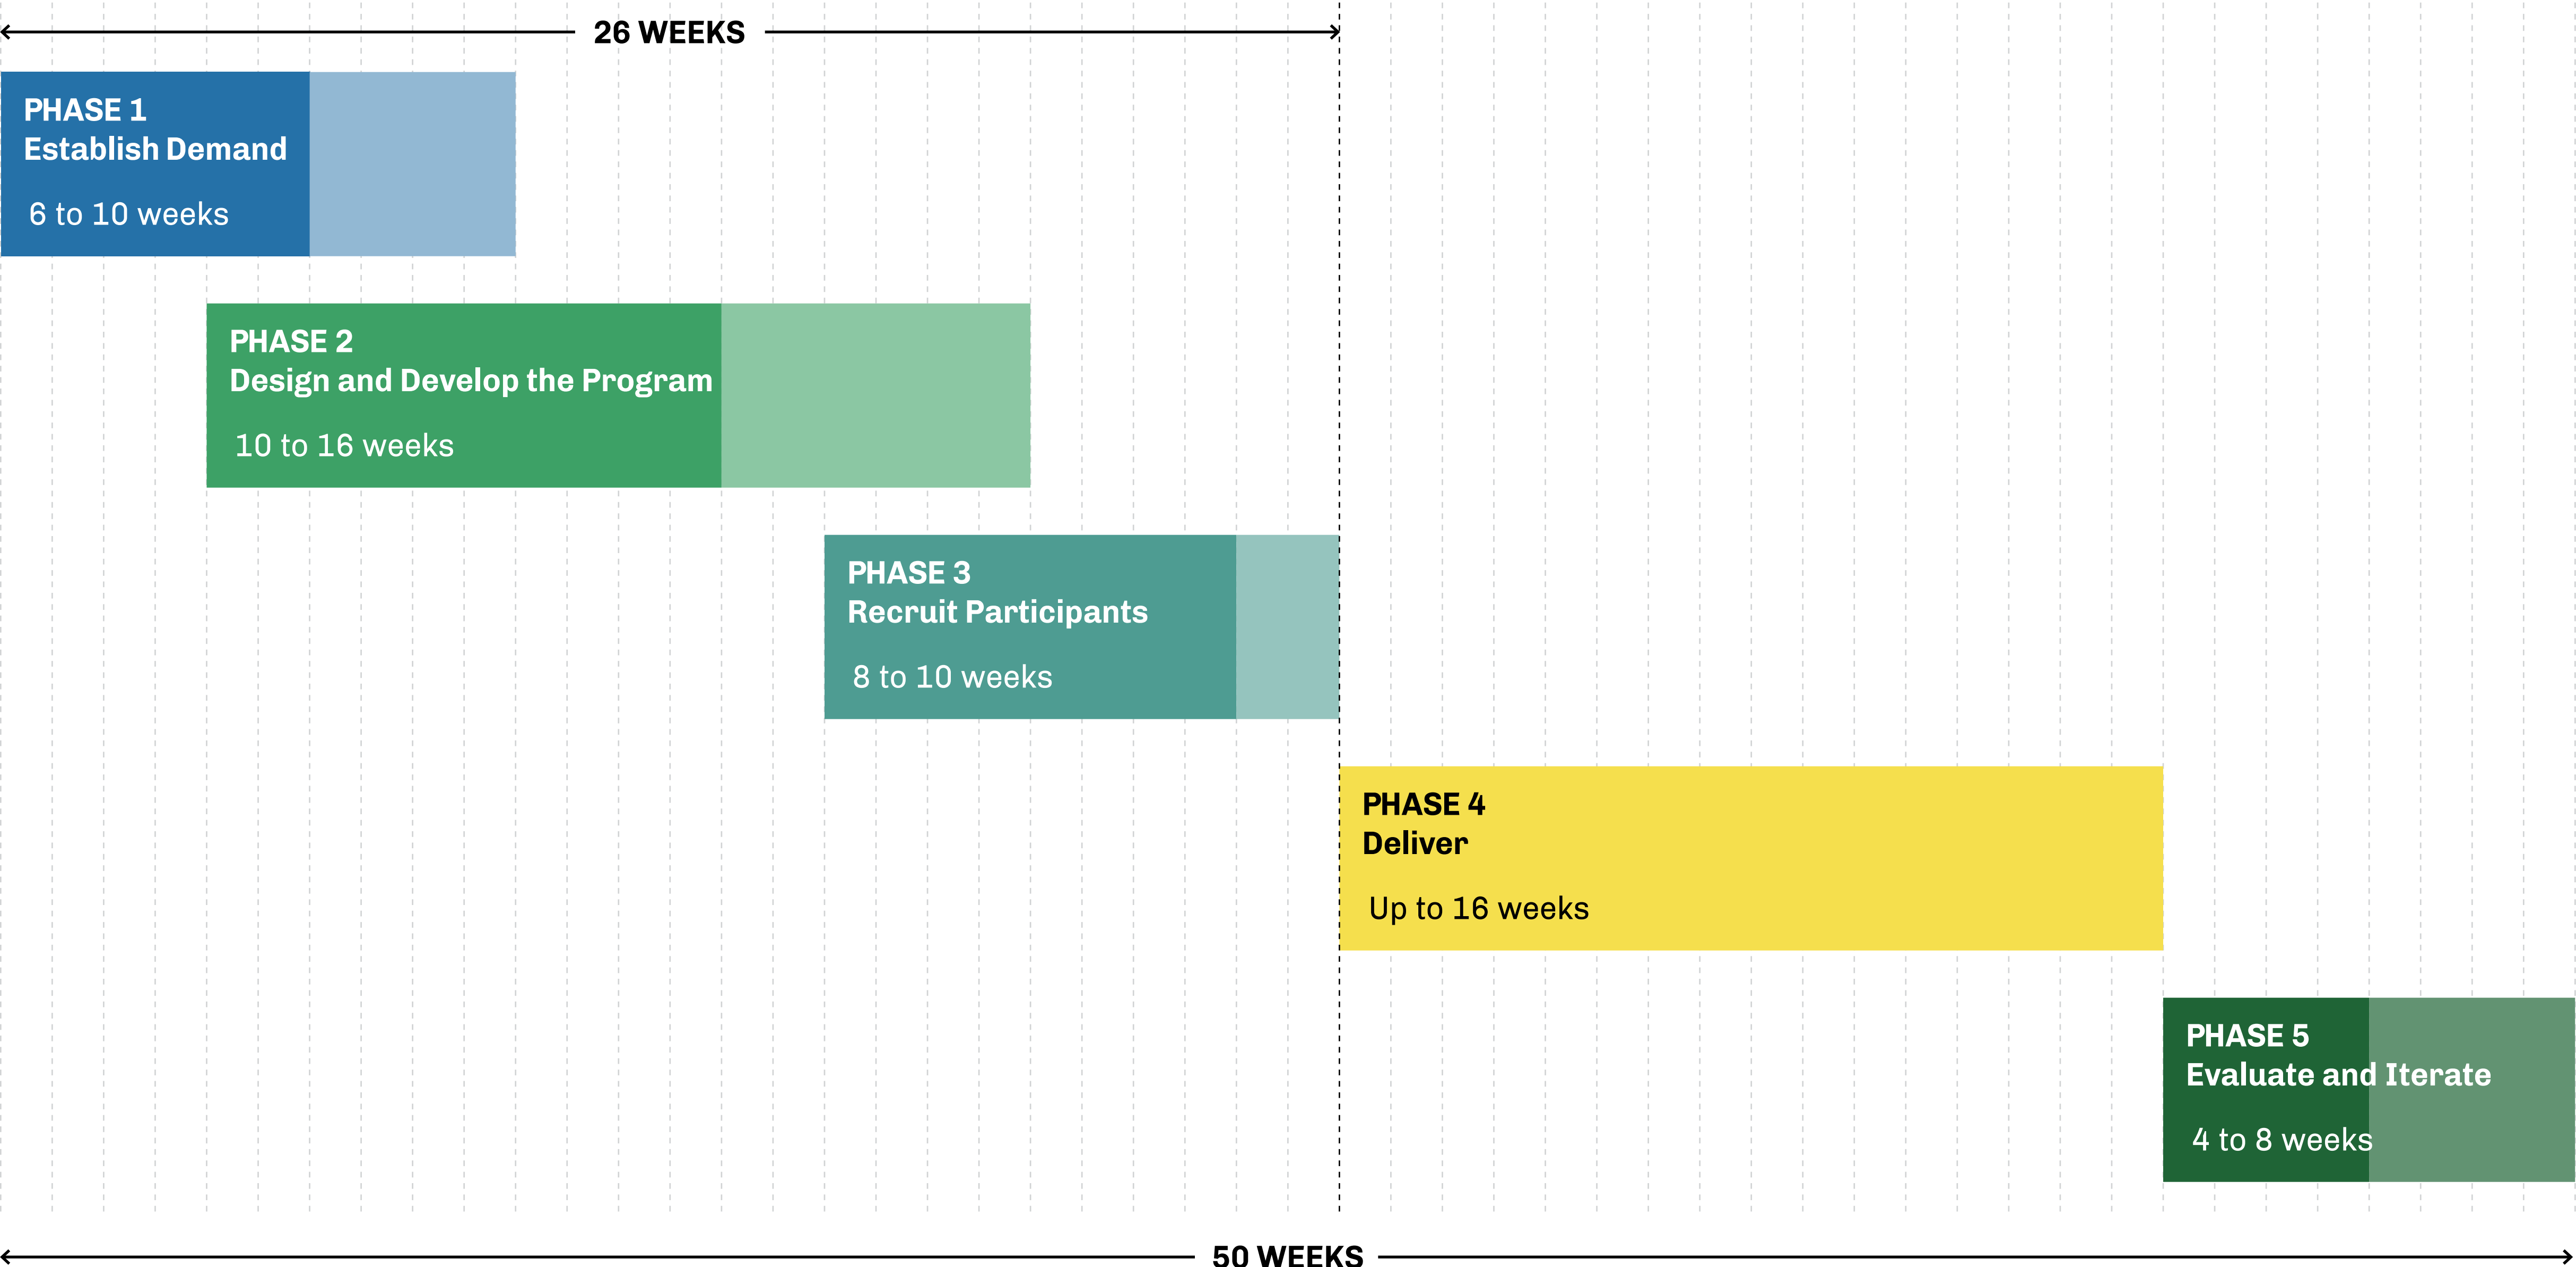 26 WEEKS
PHASE 1
Establish Demand
6 to 10 weeks
PHASE 2
Design and Develop the Program
10 to 16 weeks
PHASE 3
Recruit Participants
8 to 10 weeks
PHASE 4
Deliver
Up to 16 weeks
PHASE 5
Evaluate and Iterate
4 to 8 weeks
50 WEEKS